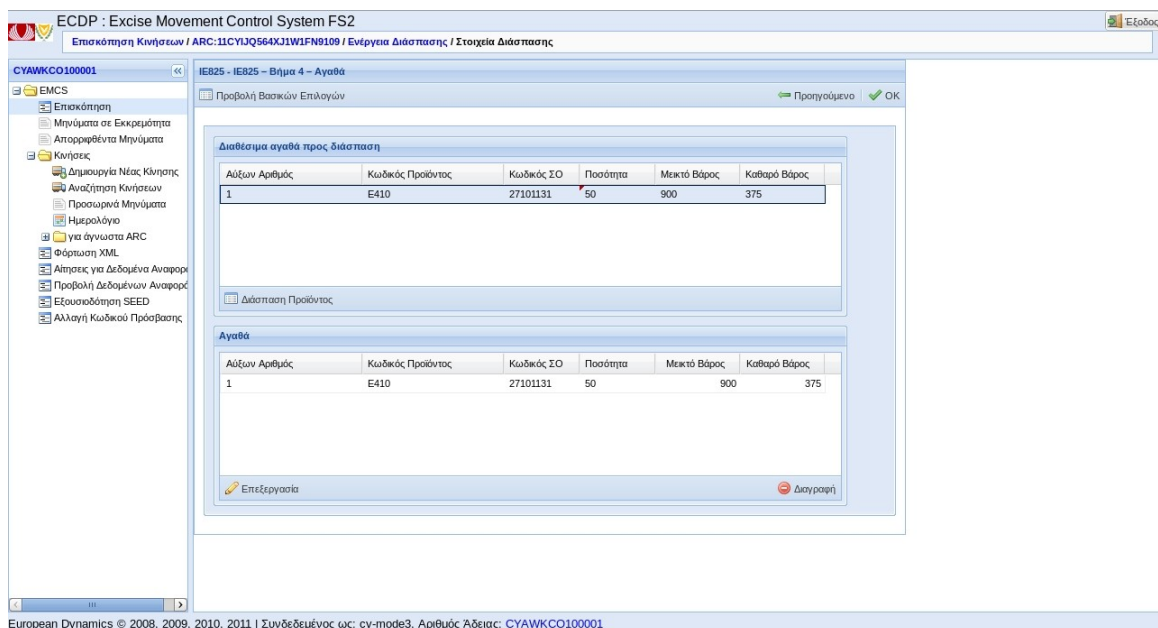 ECDP : Excise Movement Control System FS2
Έξοδος
Επισκόπηση Κινήσεων / ARC:11CYIJQ564XJ1W1FN9109 / Ενέργεια Διάσπασης / Στοιχεία Διάσπασης
CYAWKCO100001
EMCS
Επισκόπηση
Μηνύματα σε Εκκρεμότητα
Απορριφθέντα Μηνύματα
Κινήσεις
Δημιουργία Νέας Κίνησης
Αναζήτηση Κινήσεων
Προσωρινά Μηνύματα
Ημερολόγιο
για άγνωστα ARC
Φόρτωση XML
Αίτησεις για Δεδομένα Αναφορά
Προβολή Δεδομένων Αναφορά
Εξουσιοδότηση SEED
Αλλαγή Κωδικού Πρόσβασης
IE825 - IE825 – Βήμα 4 – Αγαθά
Προβολή Βασικών Επιλογών
Προηγούμενο
OK
Διαθέσιμα αγαθά προς διάσπαση
Αύξων Αριθμός Κωδικός Προϊόντος Κωδικός ΣΟ Ποσότητα Μεικτό Βάρος Καθαρό Βάρος
1 E410 27101131 50 900 375
Διάσπαση Προϊόντος
Αγαθά
Αύξων Αριθμός Κωδικός Προϊόντος Κωδικός ΣΟ Ποσότητα Μεικτό Βάρος Καθαρό Βάρος
1 E410 27101131 50 900 375
Επεξεργασία
Διαγραφή
European Dynamics © 2008, 2009, 2010, 2011 | Συνδεδεμένος ως: cy-mode3, Αριθμός Άδειας: CYAWKCO100001